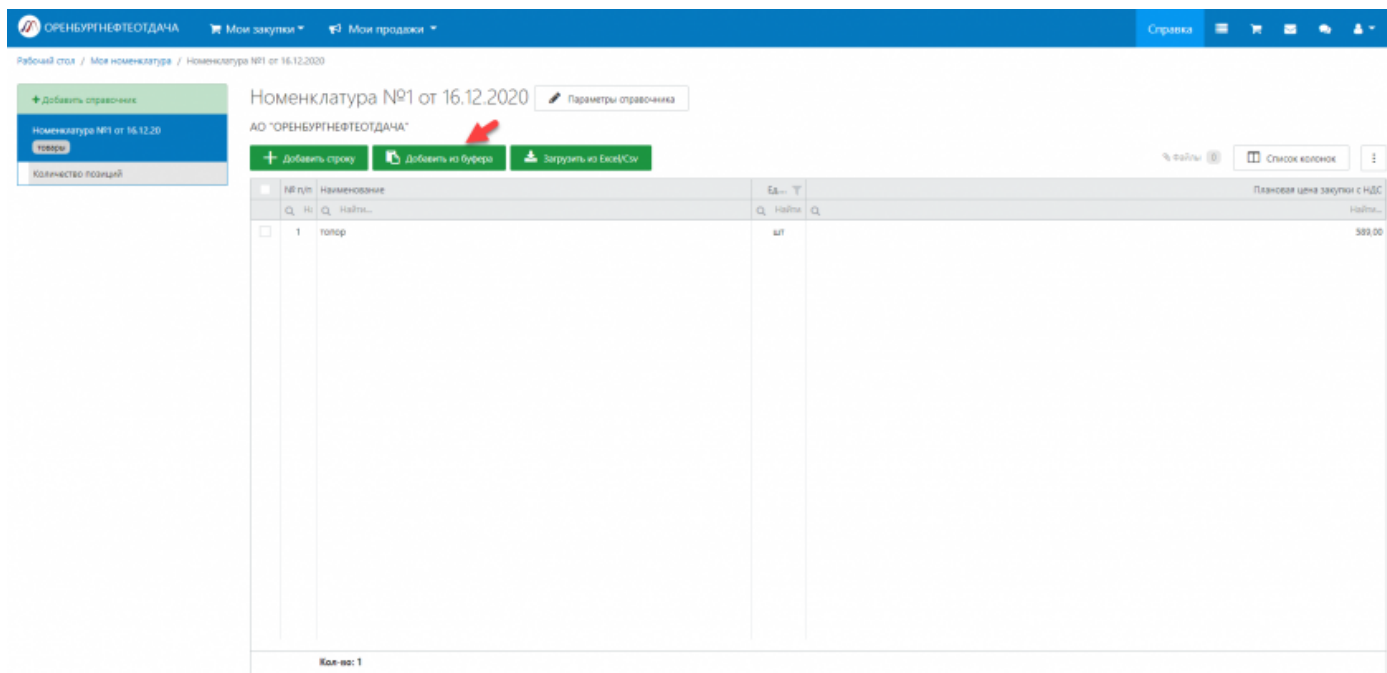 ОРЕНБУРГНЕФТЕОТДАЧА Мои закупки Мои продажи Справка
Рабочий стол / Моя номенклатура / Номенклатура №1 от 16.12.2020
Добавить справочник
Номенклатура №1 от 16.12.20
товары
Количество позиций
Номенклатура №1 от 16.12.2020 Параметры справочника
АО "ОРЕНБУРГНЕФТЕОТДАЧА"
Добавить строку Добавить из буфера Загрузить из Excel/Csv Файлы 0 Список колонок
№ п/п Наименование Ед... Плановая цена закупки с НДС
Найти... Найти Найти...
1 топор шт 589,00
Кол-во: 1